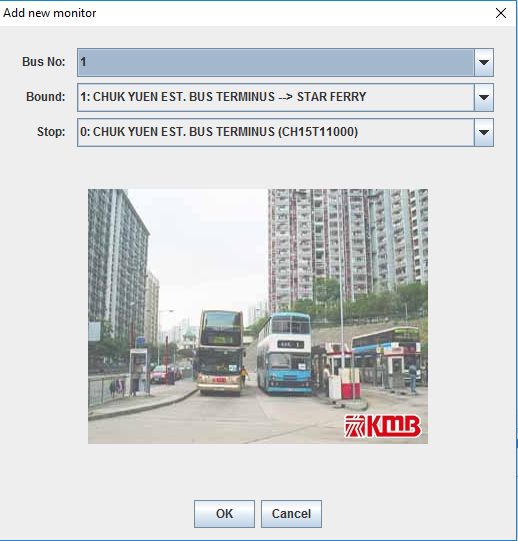 Add new monitor
Bus No: 1
Bound: 1: CHUK YUEN EST. BUS TERMINUS --> STAR FERRY
Stop: 0: CHUK YUEN EST. BUS TERMINUS (CH15T11000)
KMB
OK Cancel